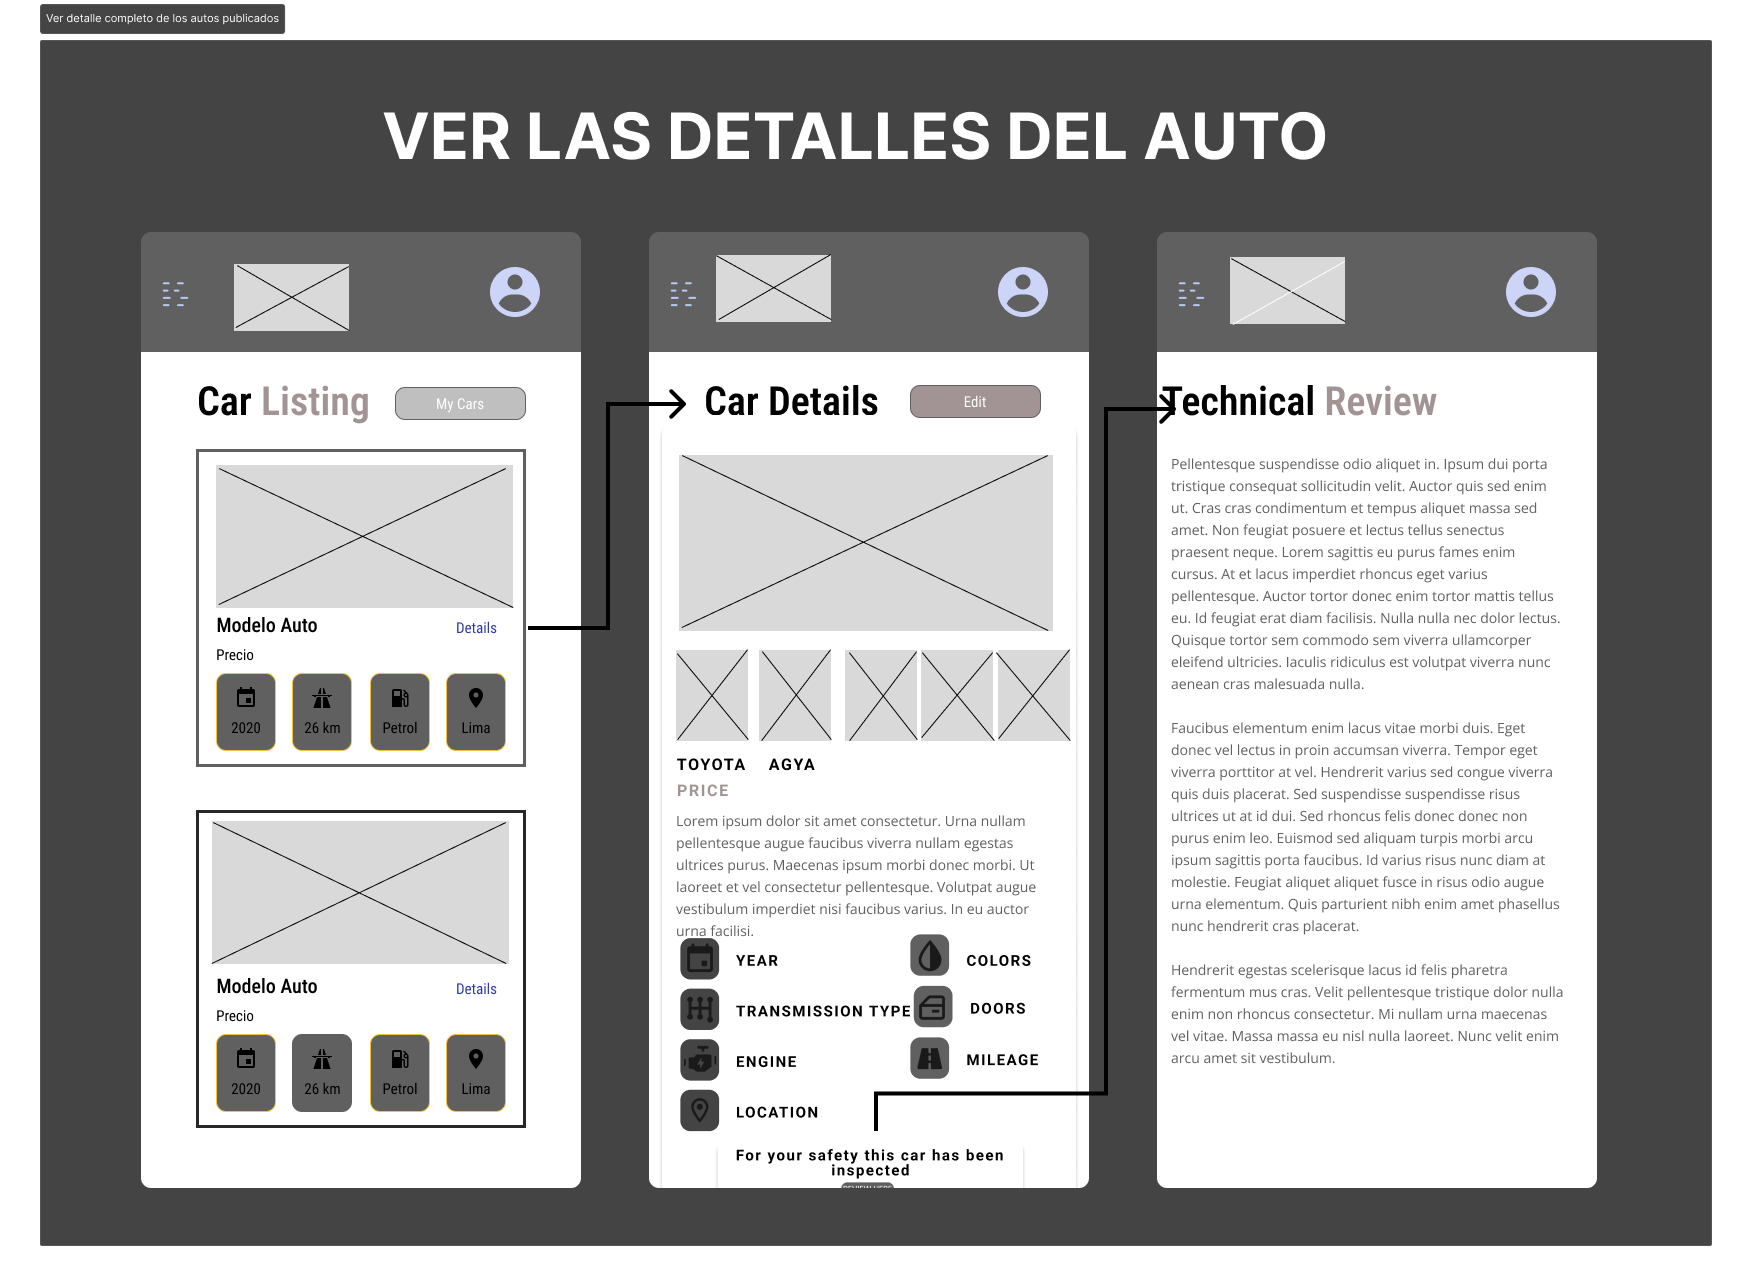 Ver detalle completo de los autos publicados
VER LAS DETALLES DEL AUTO
Car Listing
My Cars
Modelo Auto
Details
Precio
2020
26 km
Petrol
Lima
Modelo Auto
Details
Precio
2020
26 km
Petrol
Lima
Car Details
Edit
TOYOTA AGYA
PRICE
Lorem ipsum dolor sit amet consectetur. Urna nullam
pellentesque augue faucibus viverra nullam egestas
ultrices purus. Maecenas ipsum morbi donec morbi. Ut
laoreet et vel consectetur pellentesque. Volutpat augue
vestibulum imperdiet nisi faucibus varius. In eu auctor
urna facilisi.
YEAR
COLORS
TRANSMISSION TYPE
DOORS
ENGINE
MILEAGE
LOCATION
For your safety this car has been
inspected
Technical Review
Pellentesque suspendisse odio aliquet in. Ipsum dui porta
tristique consequat sollicitudin velit. Auctor quis sed enim
ut. Cras cras condimentum et tempus aliquet massa sed
amet. Non feugiat posuere et lectus tellus senectus
praesent neque. Lorem sagittis eu purus fames enim
cursus. At et lacus imperdiet rhoncus eget varius
pellentesque. Auctor tortor donec enim tortor mattis tellus
eu. Id feugiat erat diam facilisis. Nulla nulla nec dolor lectus.
Quisque tortor sem commodo sem viverra ullamcorper
eleifend ultricies. Iaculis ridiculus est volutpat viverra nunc
aenean cras malesuada nulla.
Faucibus elementum enim lacus vitae morbi duis. Eget
donec vel lectus in proin accumsan viverra. Tempor eget
viverra porttitor at vel. Hendrerit varius sed congue viverra
quis duis placerat. Sed suspendisse suspendisse risus
ultrices ut at id dui. Sed rhoncus felis donec donec non
purus enim leo. Euismod sed aliquam turpis morbi arcu
ipsum sagittis porta faucibus. Id varius risus nunc diam at
molestie. Feugiat aliquet aliquet fusce in risus odio augue
urna elementum. Quis parturient nibh enim amet phasellus
nunc hendrerit cras placerat.
Hendrerit egestas scelerisque lacus id felis pharetra
fermentum mus cras. Velit pellentesque tristique dolor nulla
enim non rhoncus consectetur. Mi nullam urna maecenas
vel vitae. Massa massa eu nisl nulla laoreet. Nunc velit enim
arcu amet sit vestibulum.